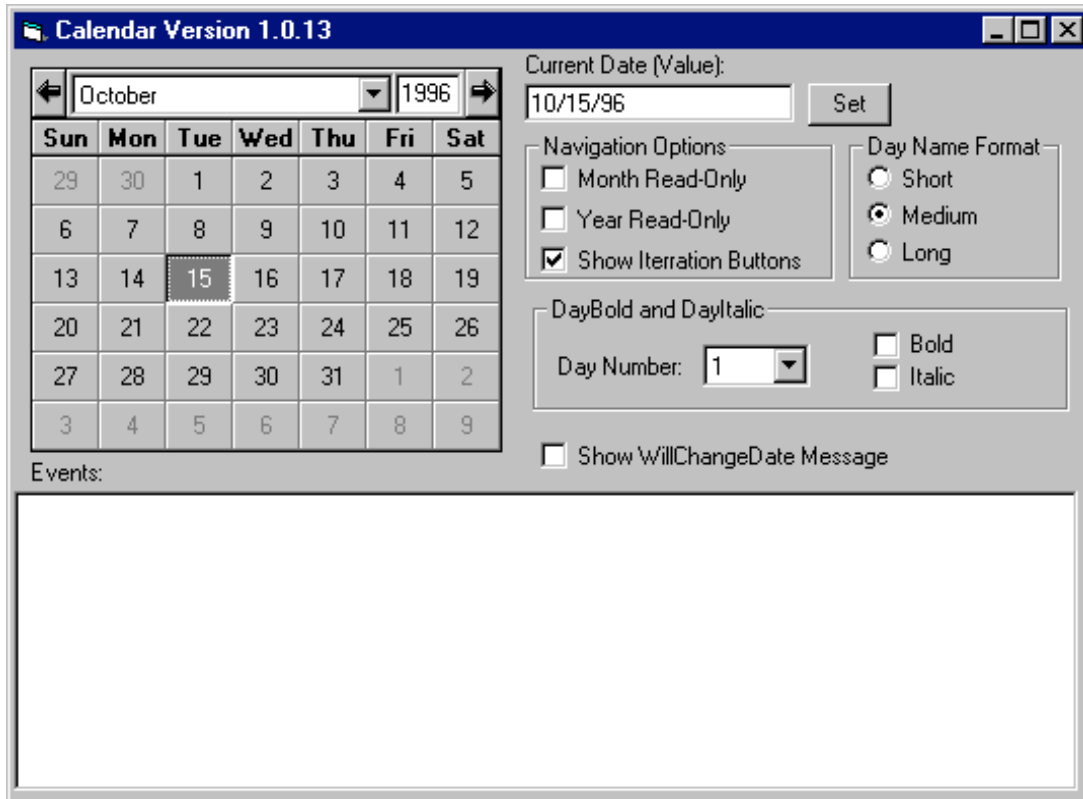 Calendar Version 1.0.13
October 1996
Sun Mon Tue Wed Thu Fri Sat
29 30 1 2 3 4 5
6 7 8 9 10 11 12
13 14 15 16 17 18 19
20 21 22 23 24 25 26
27 28 29 30 31 1 2
3 4 5 6 7 8 9
Current Date (Value):
10/15/96 Set
Navigation Options
Month Read-Only
Year Read-Only
Show Iterration Buttons
Day Name Format
Short
Medium
Long
DayBold and DayItalic
Day Number: 1
Bold
Italic
Show WillChangeDate Message
Events: